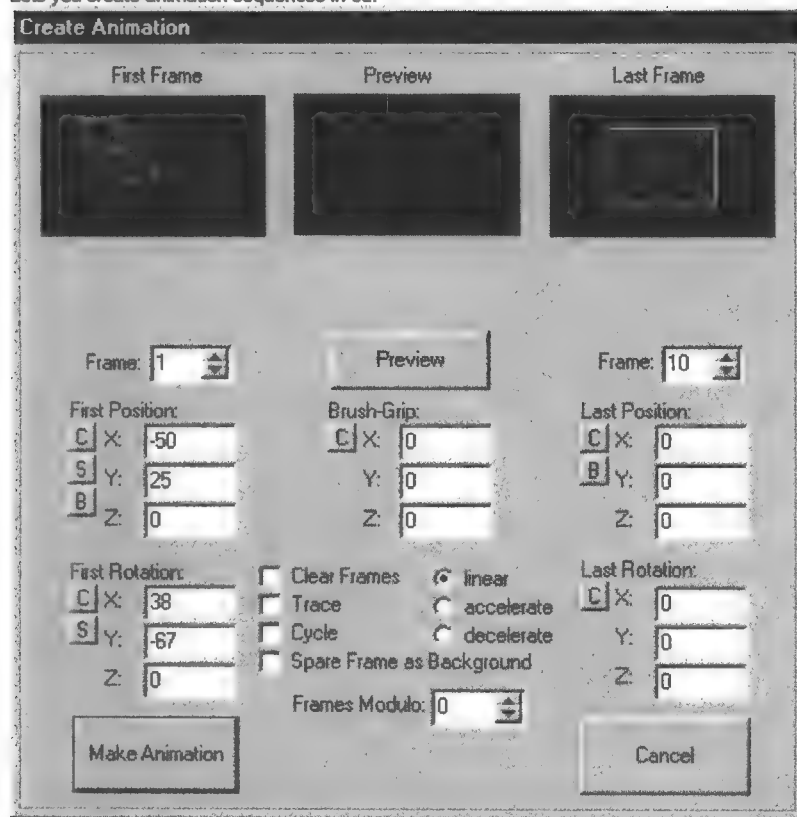 Create Animation
First Frame Preview Last Frame
Frame: 1 Preview Frame: 10
First Position: Brush-Grip: Last Position:
C X: -50 C X: 0 C X: 0
S Y: 25 Y: 0 B Y: 0
B Z: 0 Z: 0 Z: 0
First Rotation: Clear Frames linear Last Rotation:
C X: 38 Trace accelerate C X: 0
S Y: -67 Cycle decelerate Y: 0
Z: 0 Spare Frame as Background Z: 0
Frames Modulo: 0
Make Animation Cancel